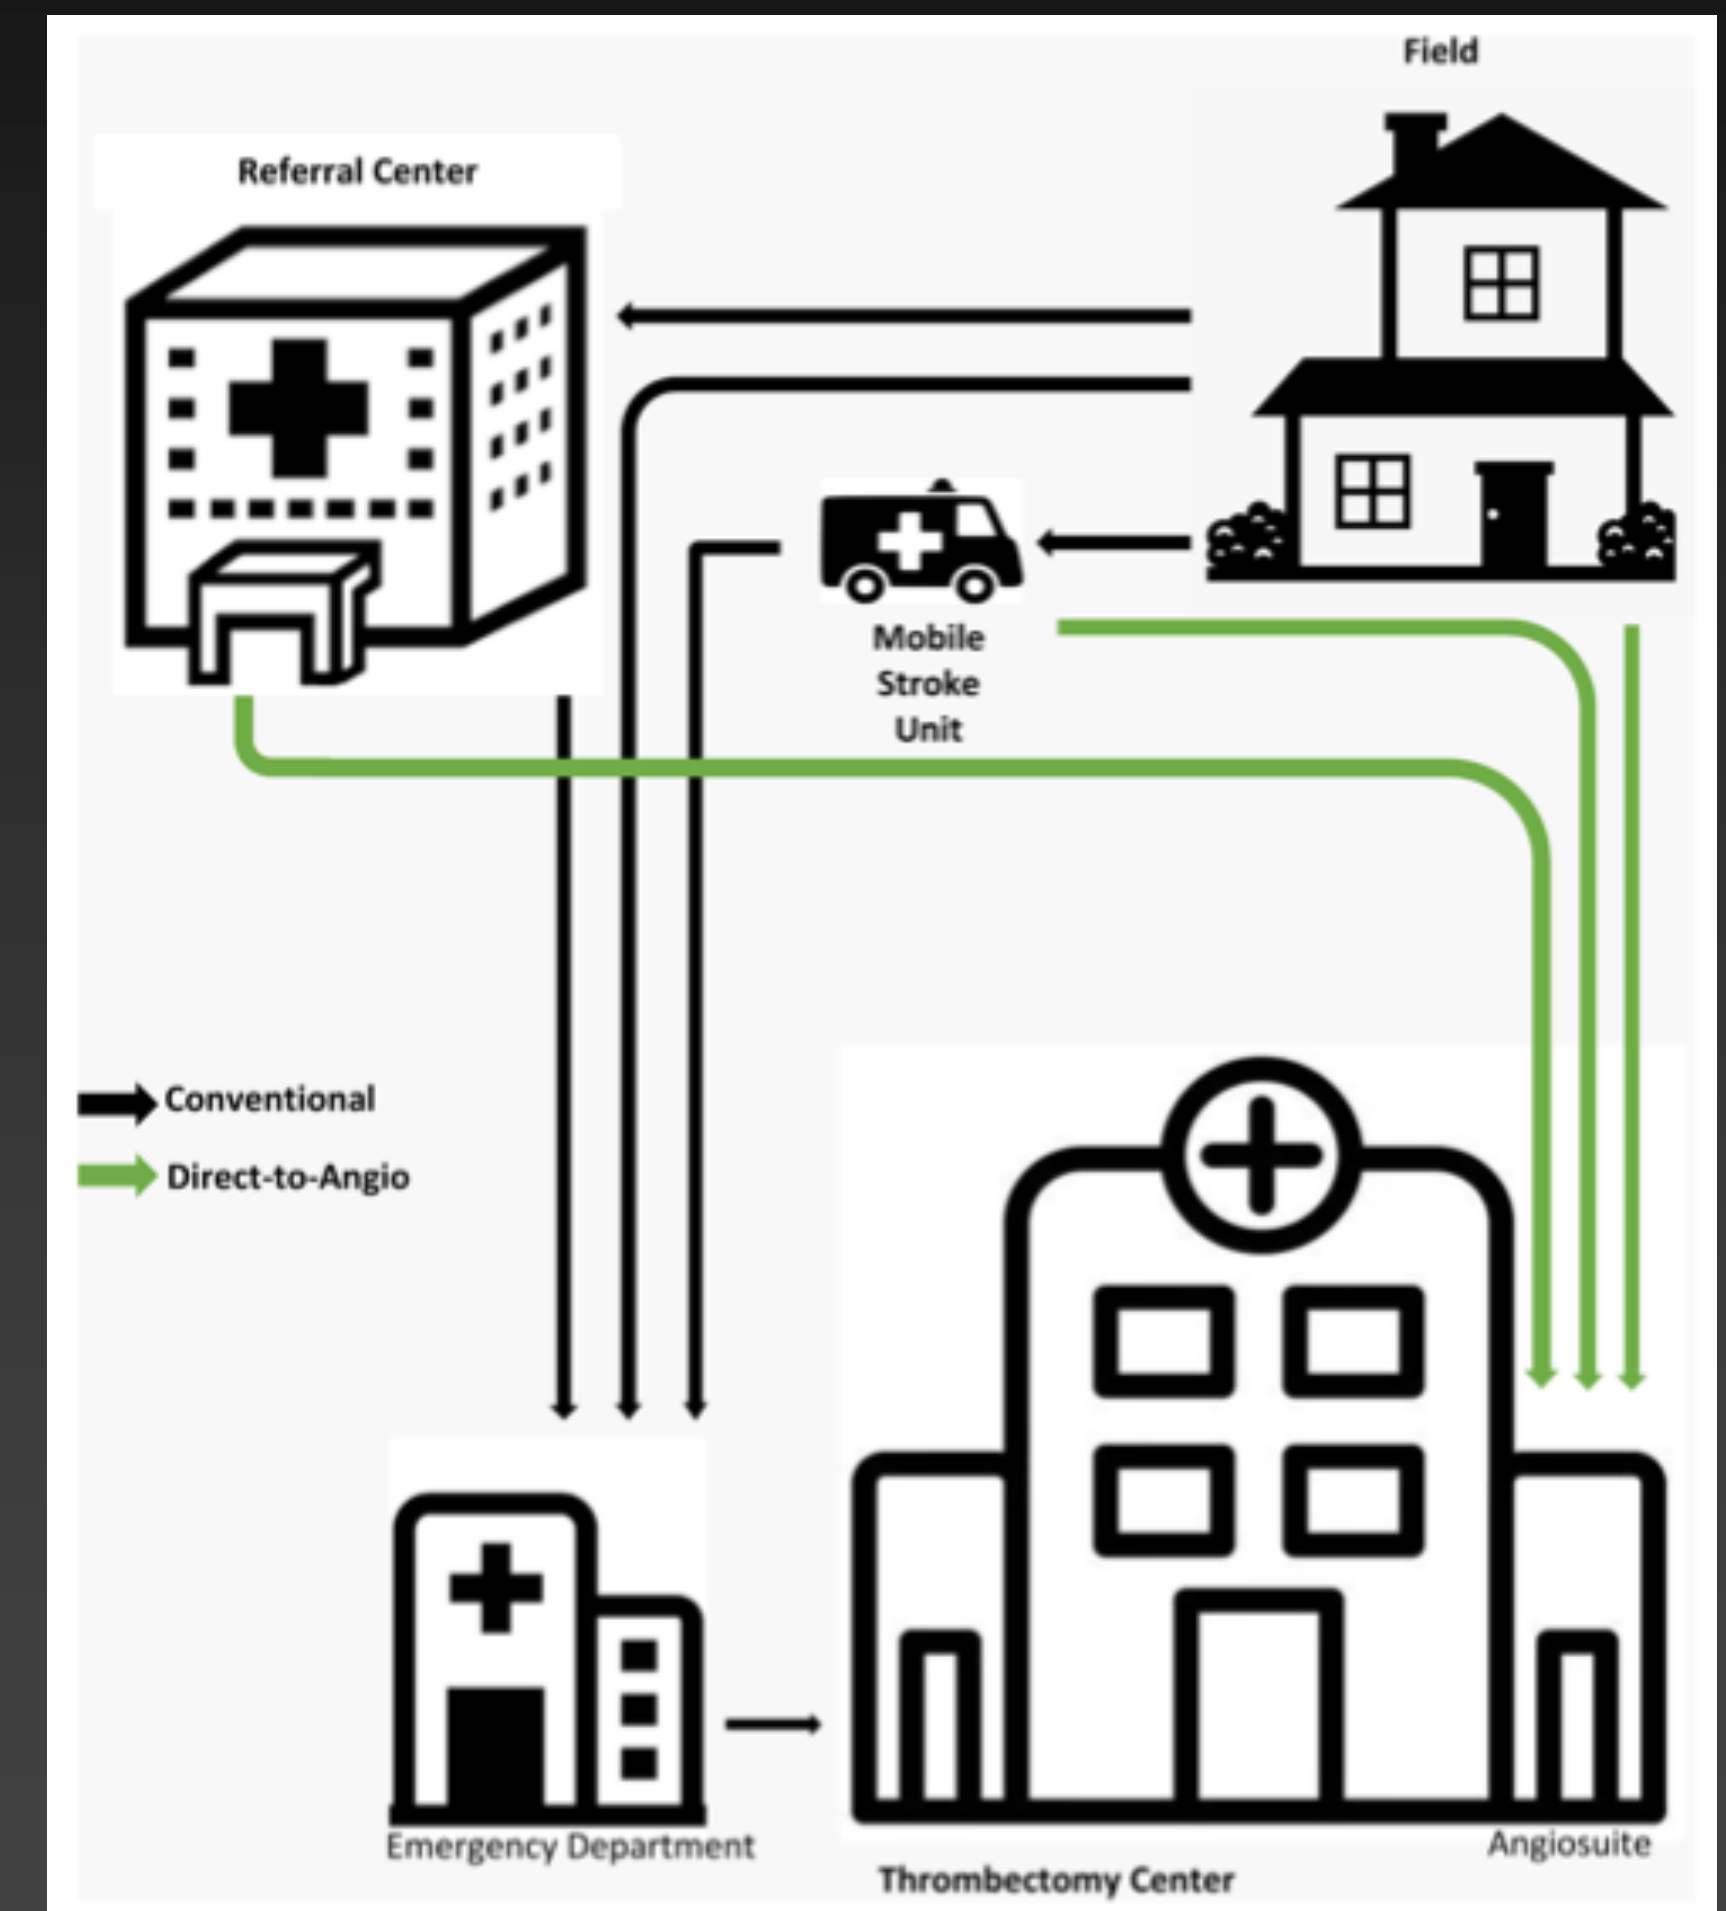 Field
Referral Center
Mobile
Stroke
Unit
Conventional
Direct-to-Angio
Emergency Department
Angiosuite
Thrombectomy Center